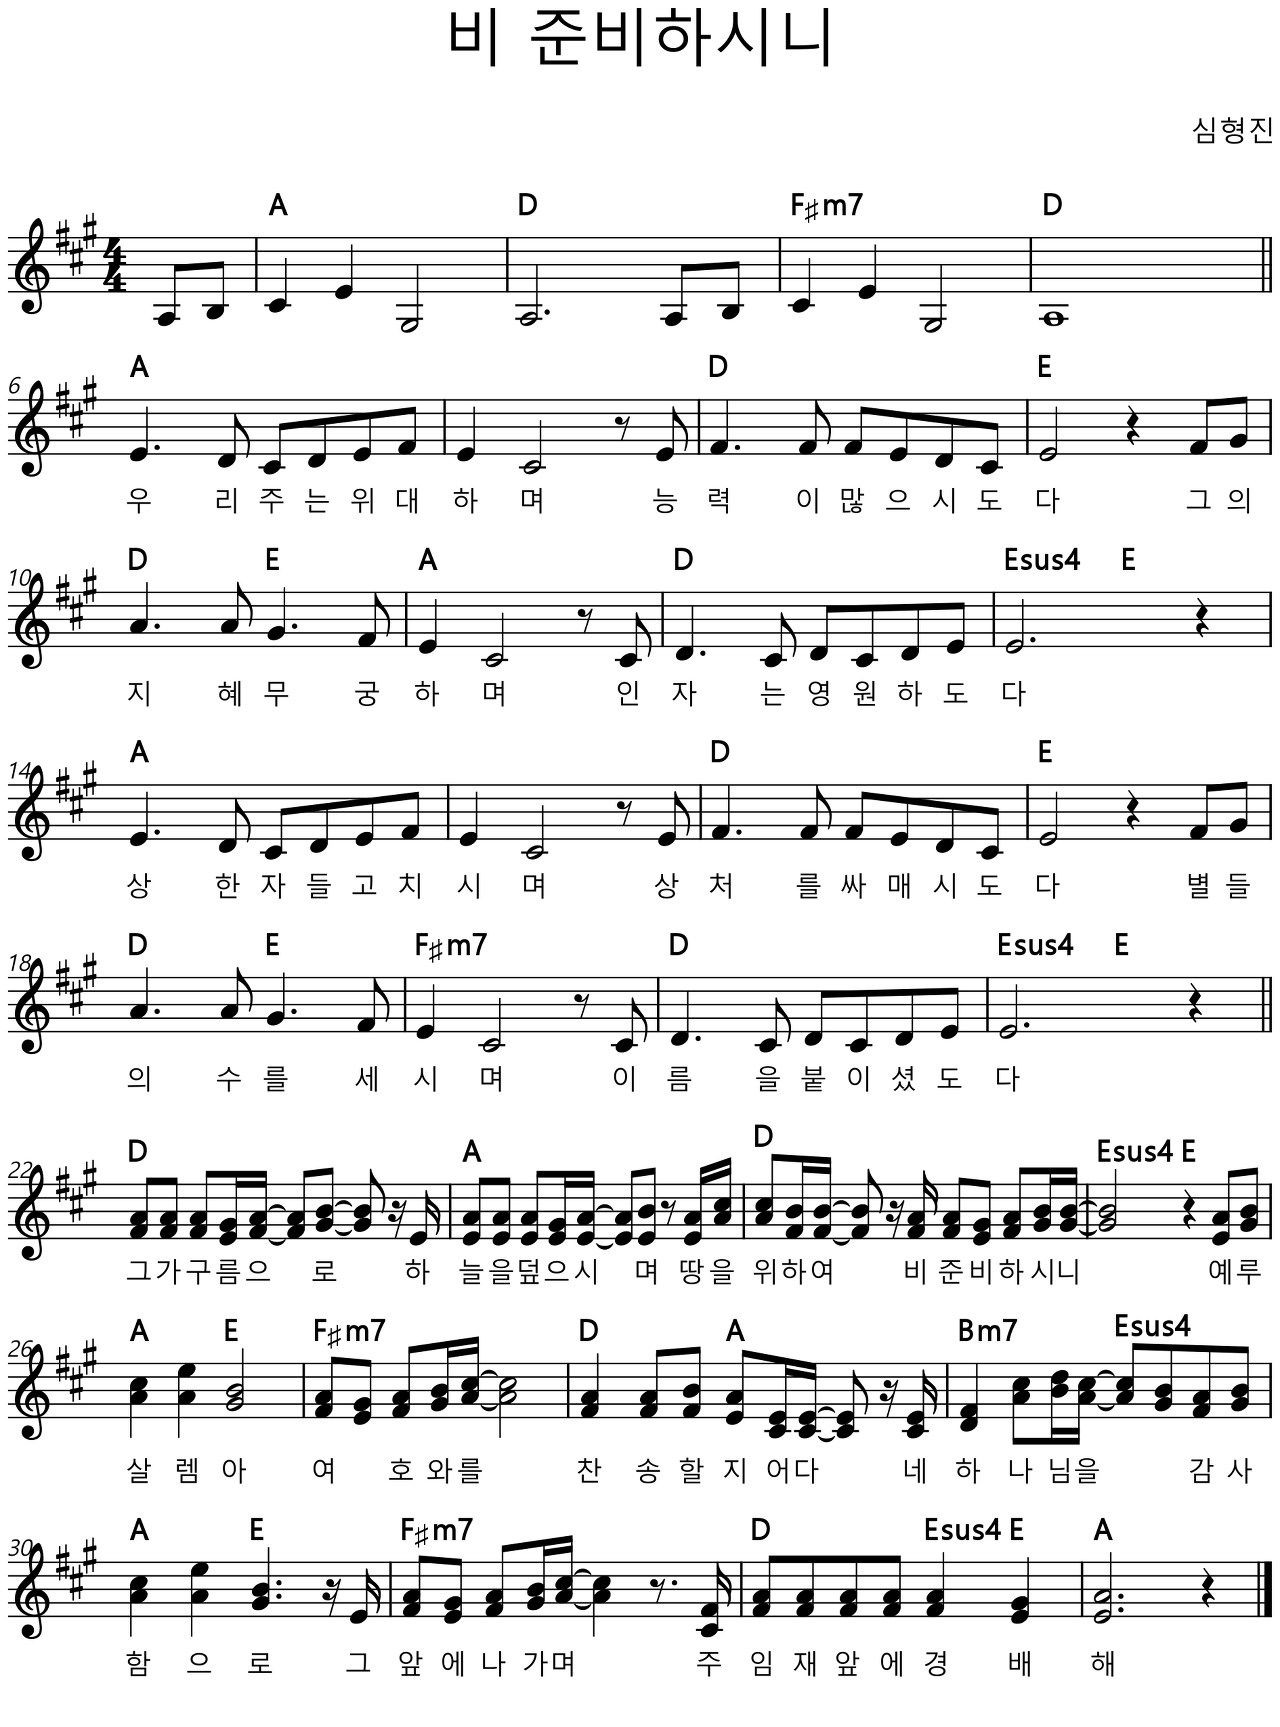 비 준비하시니
심형진
A D F♯m7 D
4
4
A D E
6
우 리 주 는 위 대 하 며 능 력 이 많 으 시 도 다 그 의
D E A D Esus4 E
10
지 혜 무 궁 하 며 인 자 는 영 원 하 도 다
A D E
14
상 한 자 들 고 치 시 며 상 처 를 싸 매 시 도 다 별 들
D E F♯m7 D Esus4 E
18
의 수 를 세 시 며 이 름 을 붙 이 셨 도 다
D A D Esus4 E
22
그가구름으 로 하 늘을덮으시 며 땅을 위하여 비 준비하시니 예루
A E F♯m7 D A Bm7 Esus4
26
살 렘 아 여 호 와를 찬 송 할 지 어다 네 하 나 님을 감 사
A E F♯m7 D Esus4 E A
30
함 으 로 그 앞 에 나 가며 주 임 재 앞 에 경 배 해